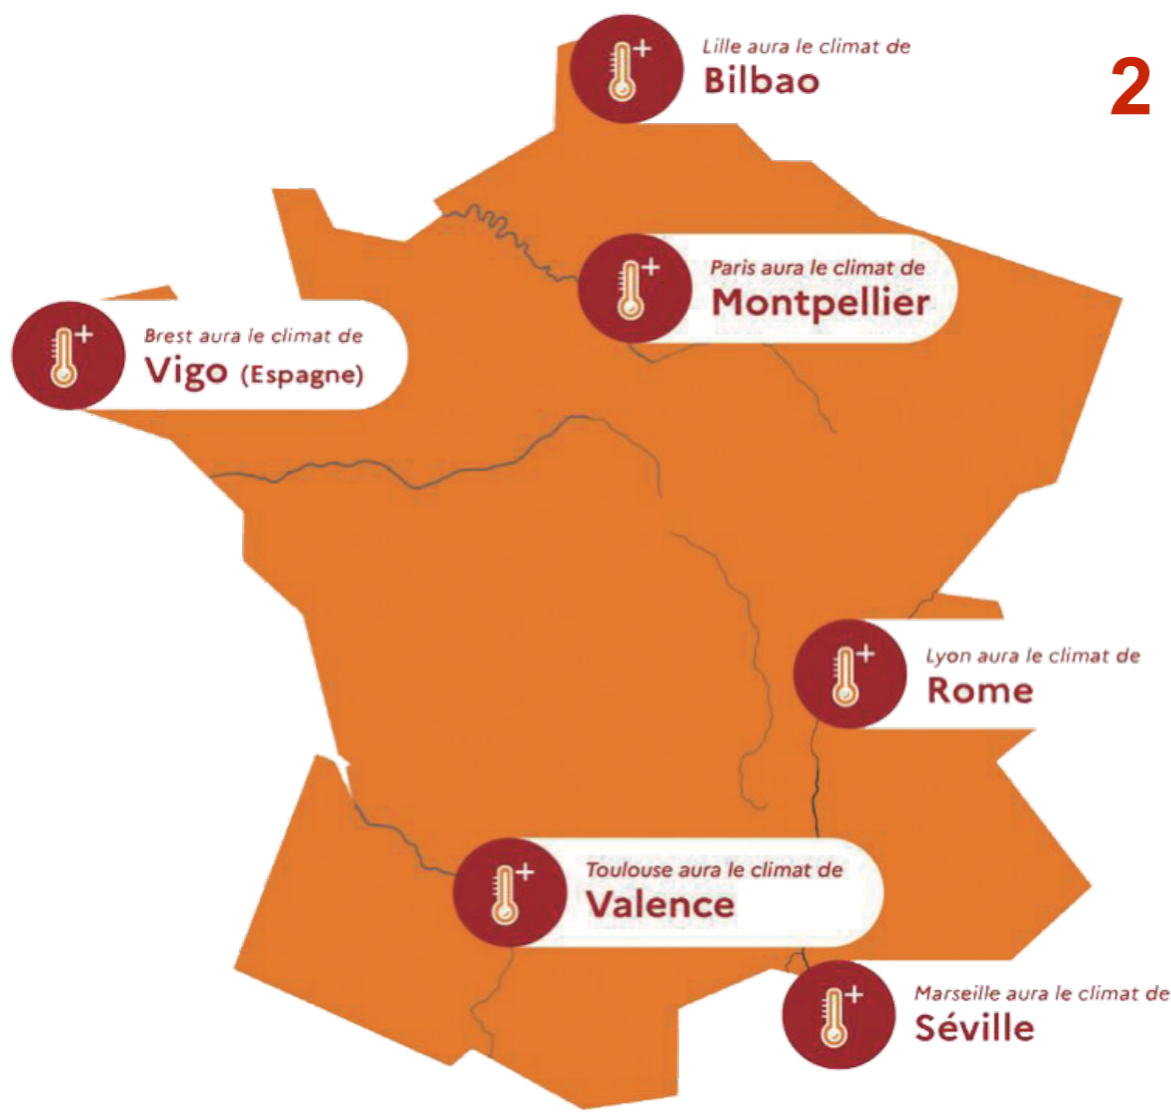 Lille aura le climat de
Bilbao
2
Paris aura le climat de
Montpellier
Brest aura le climat de
Vigo (Espagne)
Lyon aura le climat de
Rome
Toulouse aura le climat de
Valence
Marseille aura le climat de
Séville